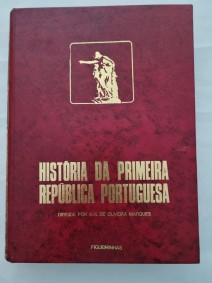 HISTÓRIA DA PRIMEIRA
REPÚBLICA PORTUGUESA
DIRIGIDA POR A.H. DE OLIVEIRA MARQUES
FIGUEIRINHAS